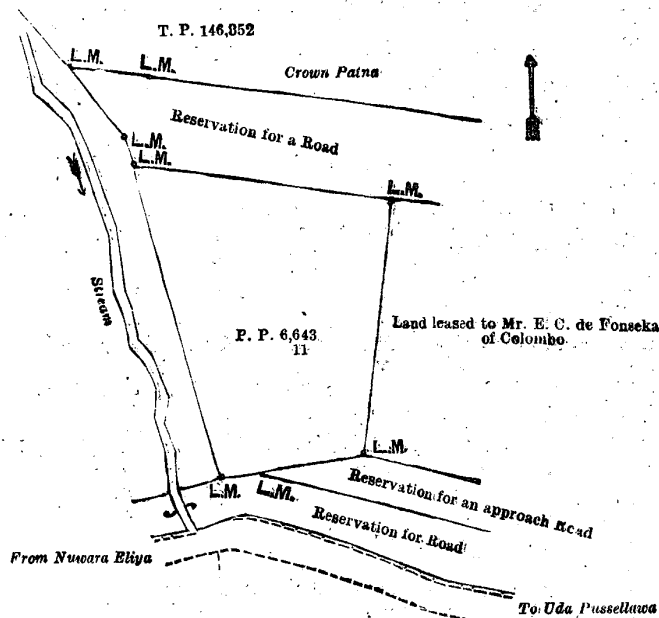 T. P. 146,852
L.M.
L.M.
Crown Patna
Reservation for a Road
L.M.
L.M.
L.M.
Stream
P. P. 6,643
11
Land leased to Mr. E. C. de Fonseka
of Colombo
L.M.
L.M.
L.M.
Reservation for an approach Road
Reservation for Road
From Nuwara Eliya
To Uda Pussellawa